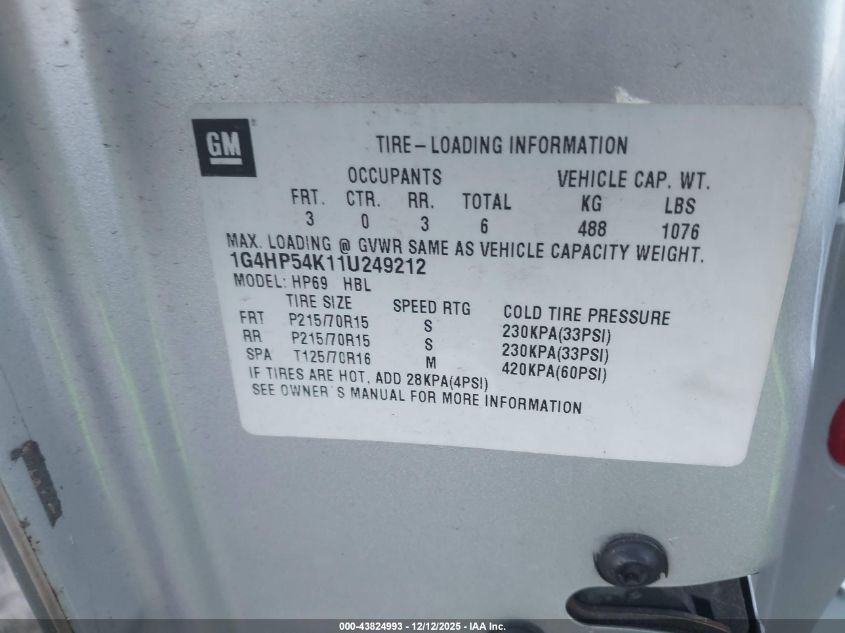 GM ®
TIRE-LOADING INFORMATION
OCCUPANTS VEHICLE CAP. WT.
FRT. CTR. RR. TOTAL KG LBS
3 0 3 6 488 1076
MAX. LOADING @ GVWR SAME AS VEHICLE CAPACITY WEIGHT.
1G4HP54K11U249212
MODEL: HP69 HBL
TIRE SIZE SPEED RTG COLD TIRE PRESSURE
FRT P215/70R15 S 230KPA(33PSI)
RR P215/70R15 S 230KPA(33PSI)
SPA T125/70R16 M 420KPA(60PSI)
IF TIRES ARE HOT, ADD 28KPA(4PSI)
SEE OWNER'S MANUAL FOR MORE INFORMATION
000-43824993 - 12/12/2025 - IAA Inc.